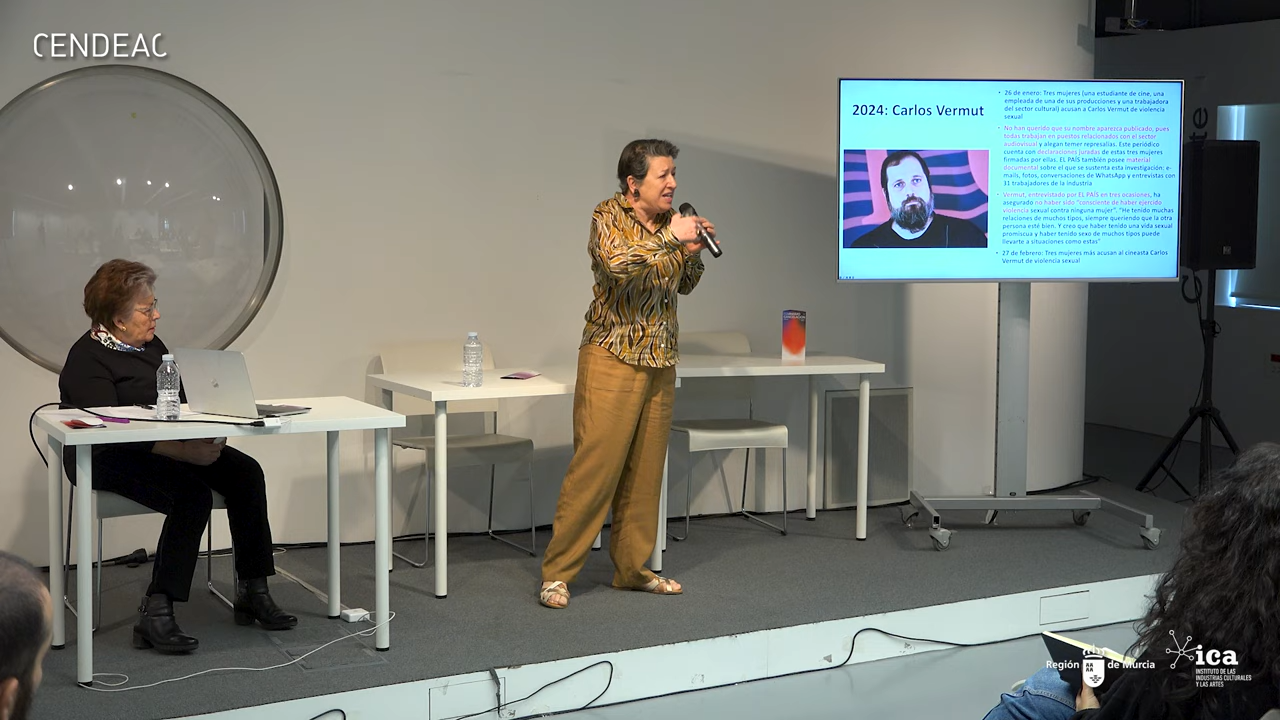 CENDEAC
2024: Carlos Vermut
• 26 de enero: Tres mujeres (una estudiante de cine, una
empleada de una de sus producciones y una trabajadora
del sector cultural) acusan a Carlos Vermut de violencia
sexual
• No han querido que su nombre aparezca publicado, pues
todas trabajan en puestos relacionados con el sector
audiovisual y alegan temer represalias. Este periódico
cuenta con declaraciones juradas de estas tres mujeres
firmadas por ellas. EL PAÍS también posee material
documental sobre el que se sustenta esta investigación: e-
mails, fotos, conversaciones de WhatsApp y entrevistas con
31 trabajadores de la industria
• Vermut, entrevistado por EL PAÍS en tres ocasiones, ha
asegurado no haber sido "consciente de haber ejercido
violencia sexual contra ninguna mujer". "He tenido muchas
relaciones de muchos tipos, siempre queriendo que la otra
persona esté bien. Y creo que haber tenido una vida sexual
promiscua y haber tenido sexo de muchos tipos puede
llevarte a situaciones como estas"
• 27 de febrero: Tres mujeres más acusan al cineasta Carlos
Vermut de violencia sexual
Región de Murcia
ica
INSTITUTO DE LAS
INDUSTRIAS CULTURALES
Y LAS ARTES